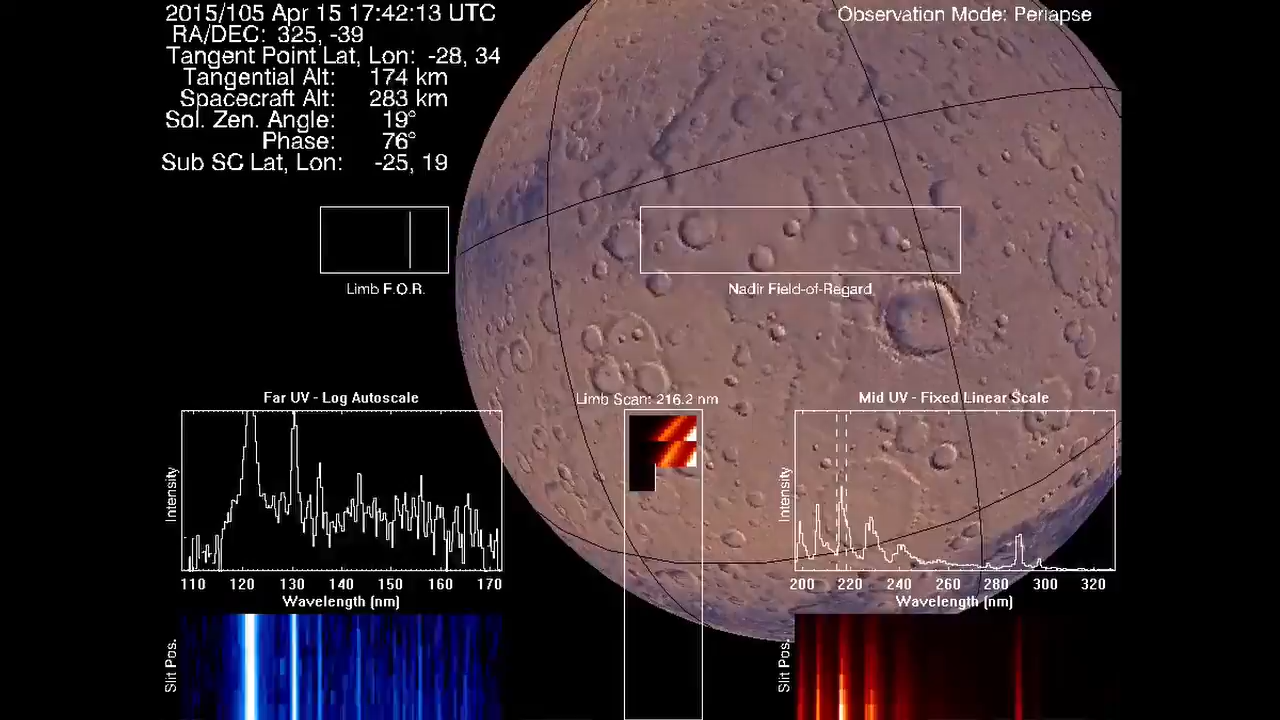 2015/105 Apr 15 17:42:13 UTC
Observation Mode: Periapse
RA/DEC: 325, -39
Tangent Point Lat, Lon: -28, 34
Tangential Alt: 174 km
Spacecraft Alt: 283 km
Sol. Zen. Angle: 19°
Phase: 76°
Sub SC Lat, Lon: -25, 19
Limb F.O.R.
Nadir Field-of-Regard
Far UV - Log Autoscale
Limb Scan: 216.2 nm
Mid UV - Fixed Linear Scale
Intensity
Intensity
110 120 130 140 150 160 170
200 220 240 260 280 300 320
Wavelength (nm)
Wavelength (nm)
Slit Pos.
Slit Pos.